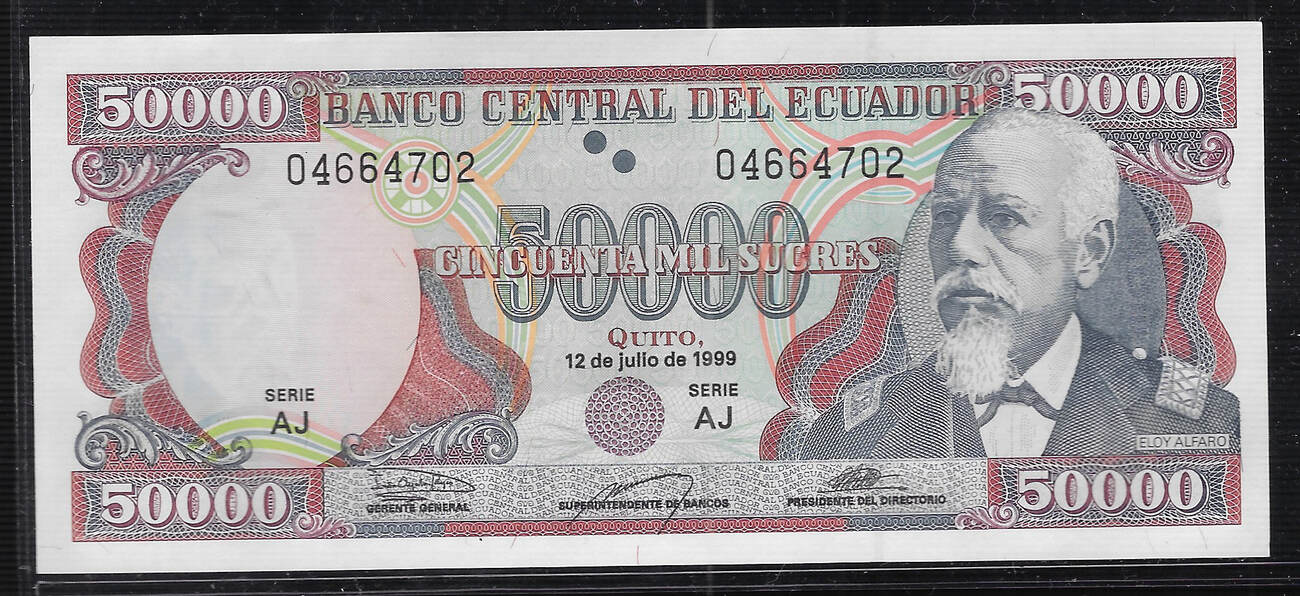 50000 BANCO CENTRAL DEL ECUADOR 50000
04664702 04664702
50000
CINCUENTA MIL SUCRES
QUITO,
12 de julio de 1999
SERIE SERIE
AJ AJ
ELOY ALFARO
50000 50000
GERENTE GENERAL SUPERINTENDENTE DE BANCOS PRESIDENTE DEL DIRECTORIO